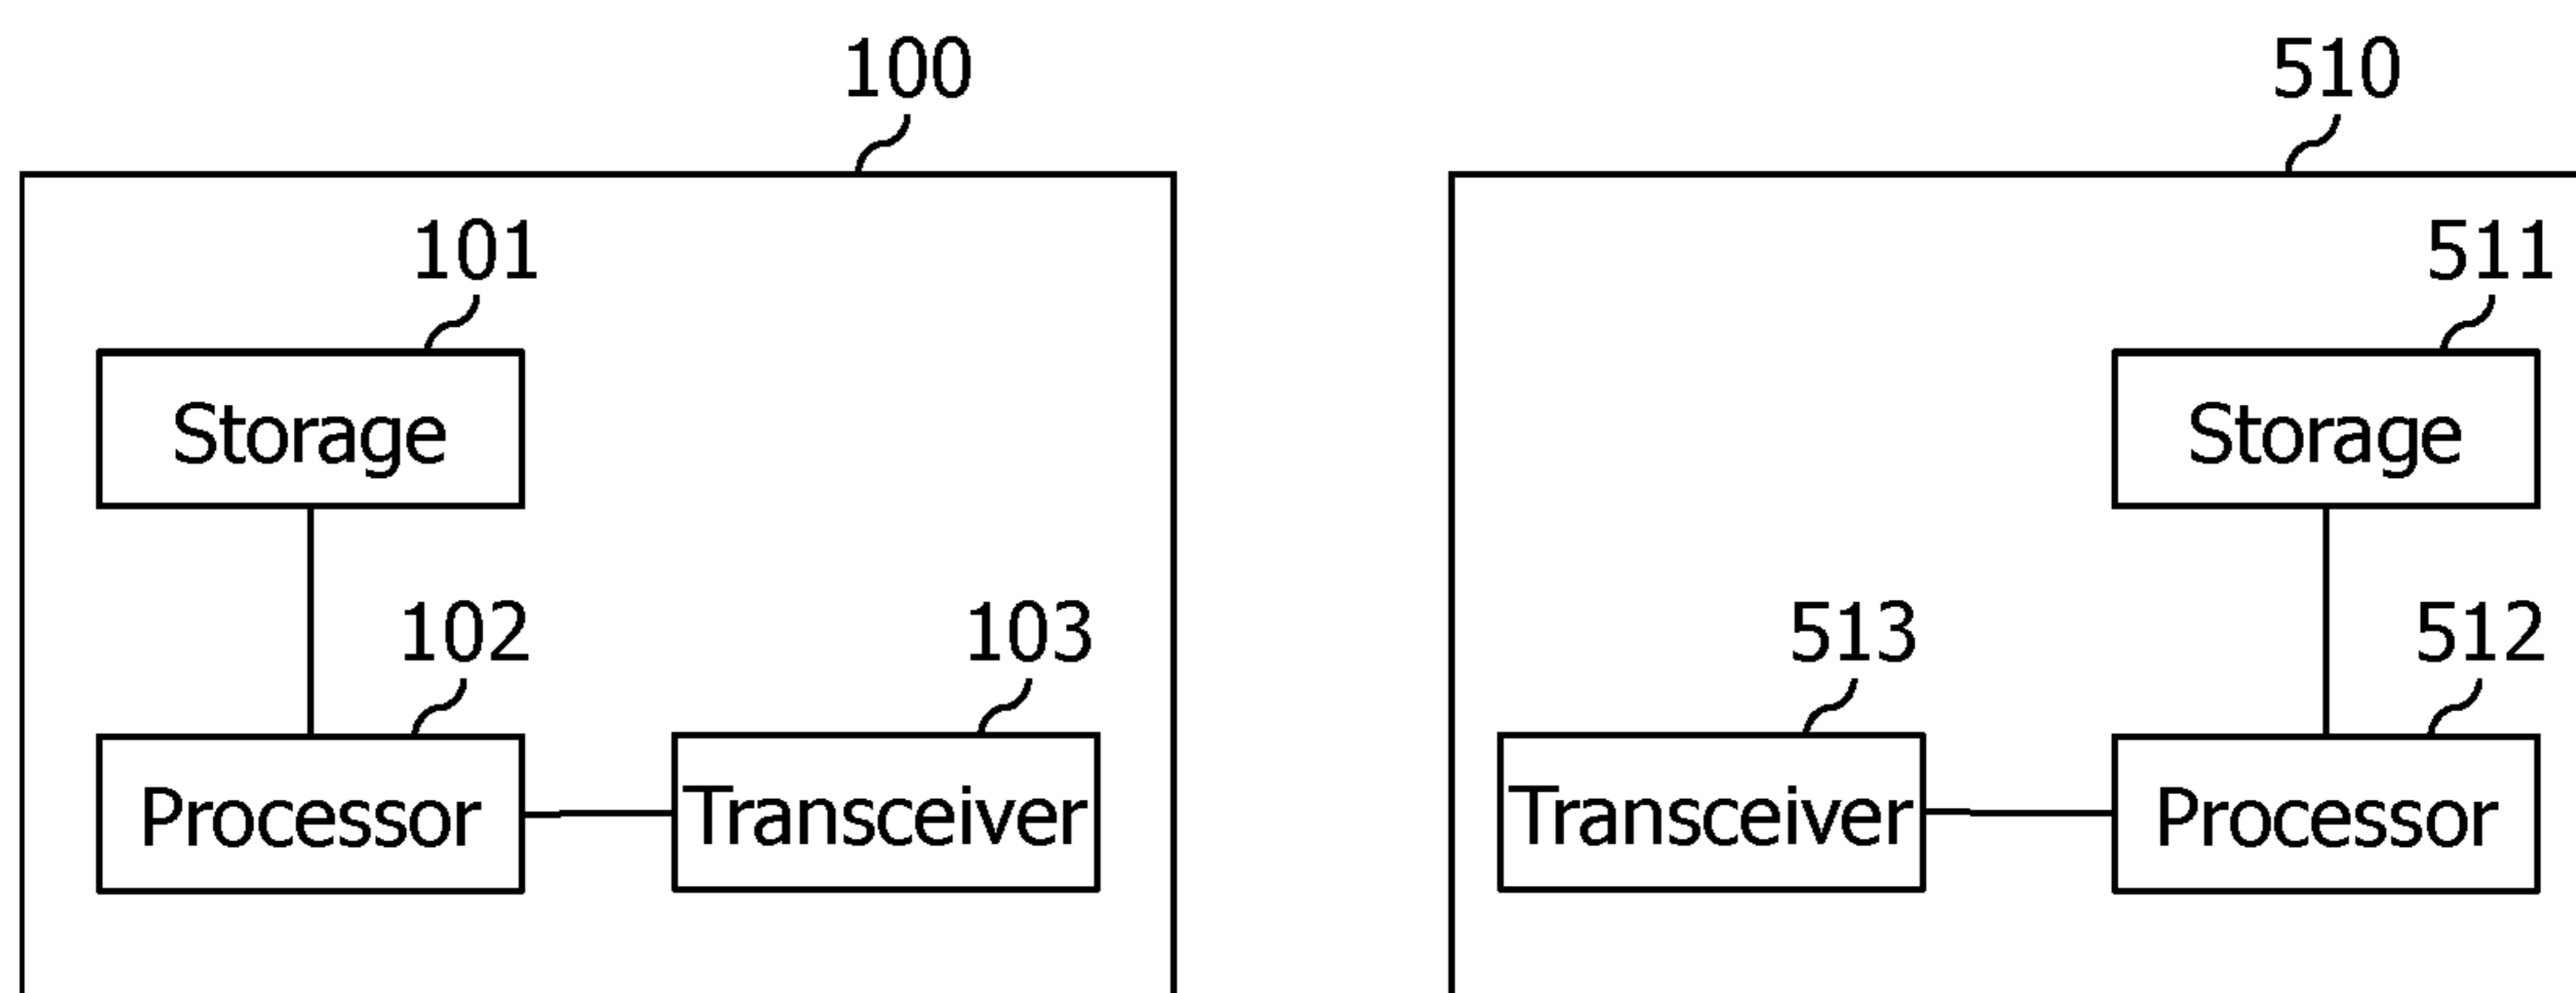 100 510
101 511
Storage Storage
102 103 513 512
Processor Transceiver Transceiver Processor